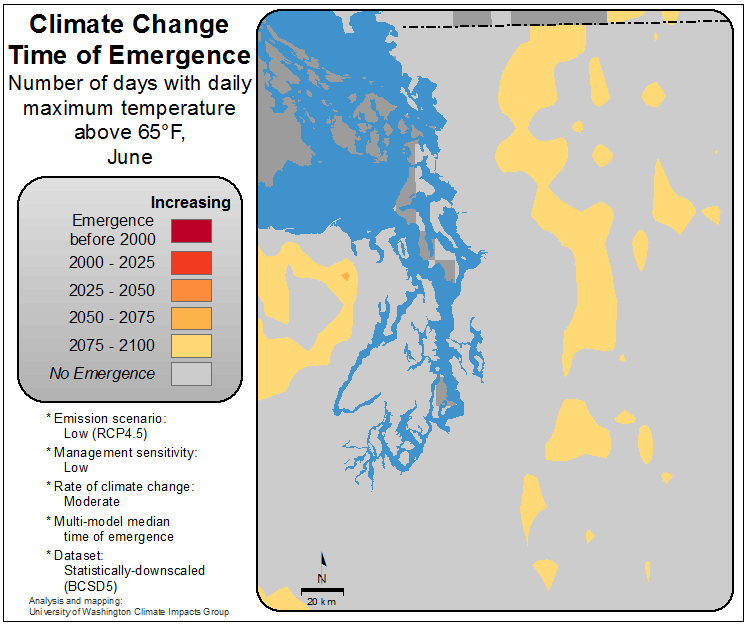 Climate Change
Time of Emergence
Number of days with daily
maximum temperature
above 65°F,
June
Increasing
Emergence
before 2000
2000 - 2025
2025 - 2050
2050 - 2075
2075 - 2100
No Emergence
* Emission scenario:
Low (RCP4.5)
* Management sensitivity:
Low
* Rate of climate change:
Moderate
* Multi-model median
time of emergence
* Dataset:
Statistically-downscaled
(BCSD5)
Analysis and mapping:
University of Washington Climate Impacts Group
N
20 km